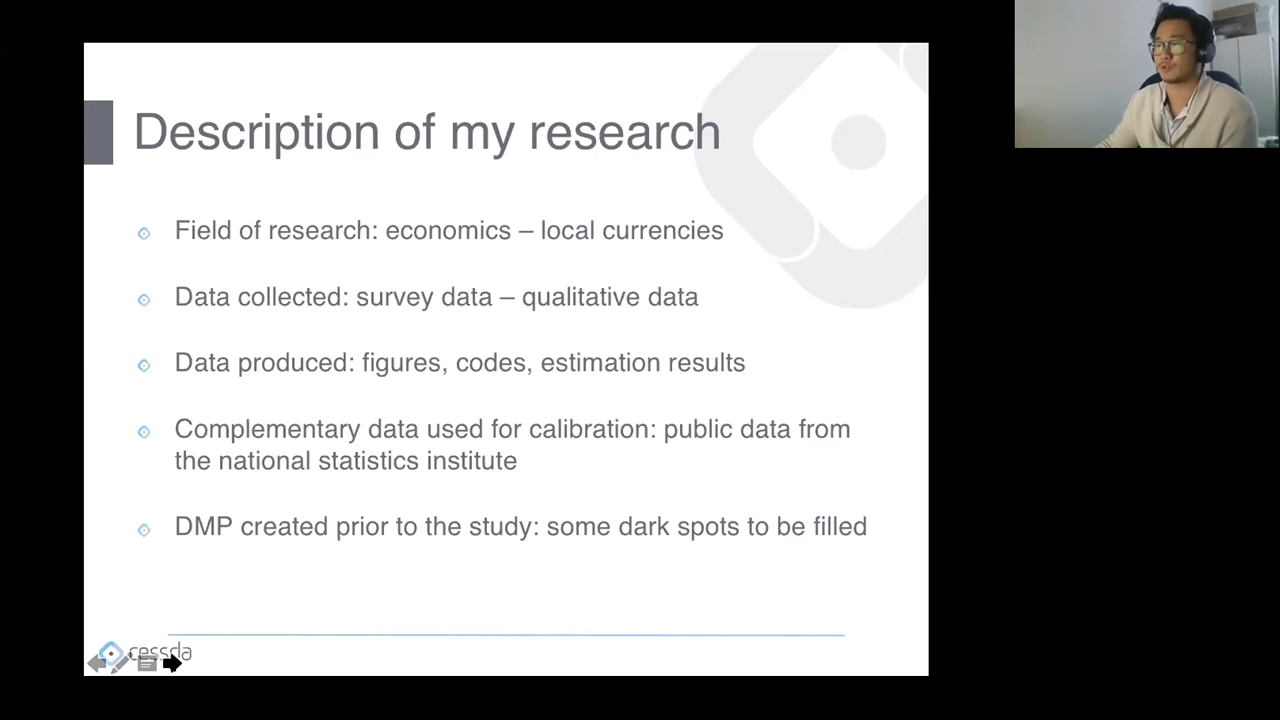 Description of my research
Field of research: economics – local currencies
Data collected: survey data – qualitative data
Data produced: figures, codes, estimation results
Complementary data used for calibration: public data from
the national statistics institute
DMP created prior to the study: some dark spots to be filled
cessda